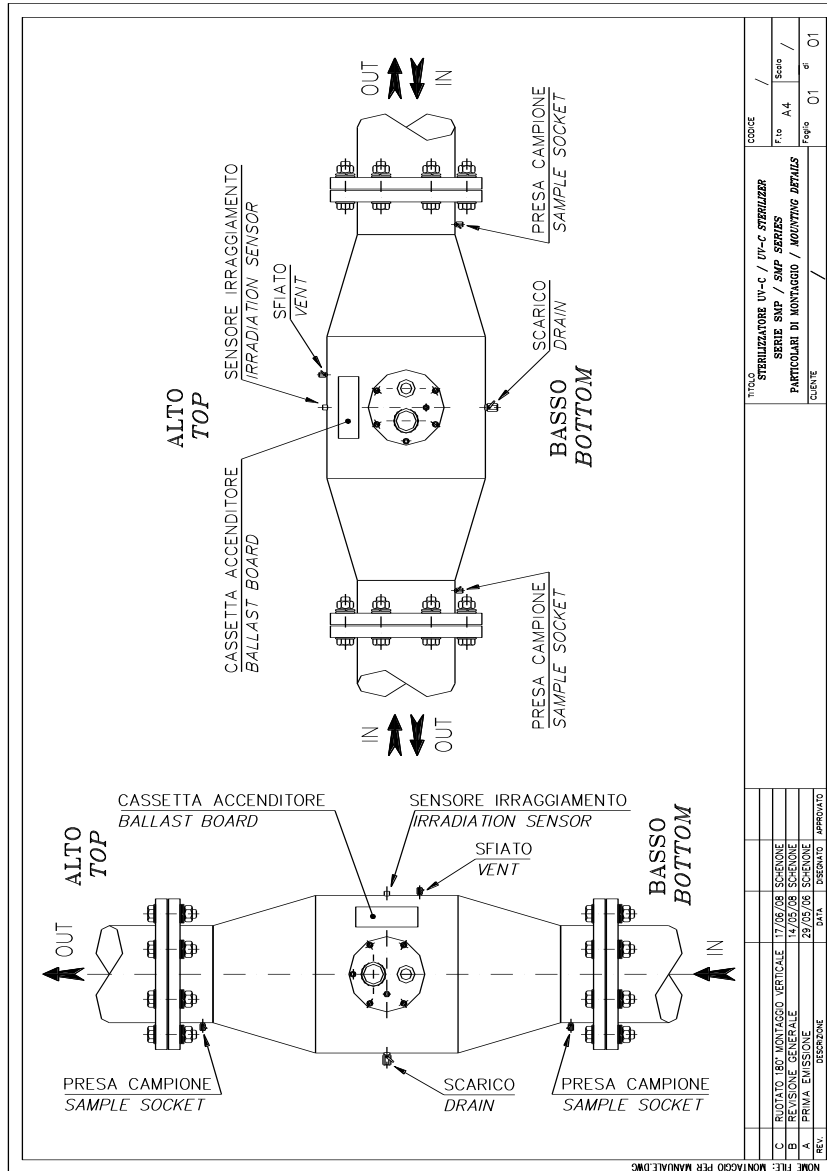 OUT
IN
PRESA CAMPIONE
SAMPLE SOCKET
SENSORE IRRAGGIAMENTO
IRRADIATION SENSOR
SFIATO
VENT
ALTO
TOP
SCARICO
DRAIN
BASSO
BOTTOM
CASSETTA ACCENDITORE
BALLAST BOARD
PRESA CAMPIONE
SAMPLE SOCKET
IN
OUT
CASSETTA ACCENDITORE
BALLAST BOARD
SENSORE IRRAGGIAMENTO
IRRADIATION SENSOR
SFIATO
VENT
ALTO
TOP
BASSO
BOTTOM
OUT
IN
PRESA CAMPIONE
SAMPLE SOCKET
SCARICO
DRAIN
PRESA CAMPIONE
SAMPLE SOCKET
C RUOTATO 180° MONTAGGIO VERTICALE 17/06/08 SCHENONE
B REVISIONE GENERALE 14/05/08 SCHENONE
A PRIMA EMISSIONE 29/05/06 SCHENONE
REV. DESCRIZIONE DATA DISEGNATO APPROVATO
TITOLO
STERILIZZATORE UV-C / UV-C STERILIZER
SERIE SMP / SMP SERIES
PARTICOLARI DI MONTAGGIO / MOUNTING DETAILS
CLIENTE /
CODICE /
F.to A4 Scala /
Foglio 01 di 01
NOME FILE: MONTAGGIO PER MANUALE.DWG